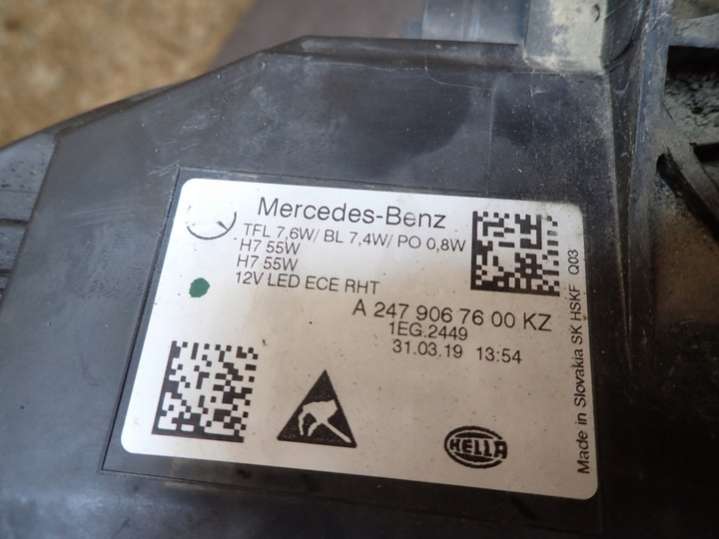 Mercedes-Benz
TFL 7,6W/ BL 7,4W/ PO 0,8W
H7 55W
H7 55W
12V LED ECE RHT
A 247 906 76 00 KZ
1EG.2449
31.03.19 13:54
HELLA
Made in Slovakia SK HSKF Q03